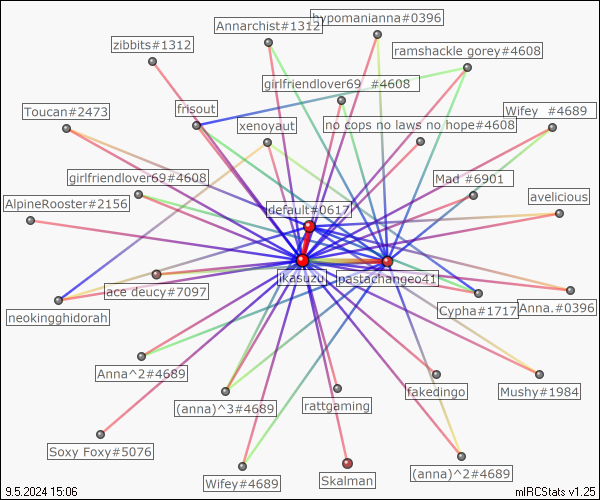 hypomanianna#0396
Annarchist#1312
zibbits#1312
ramshackle gorey#4608
girlfriendlover69_#4608
Toucan#2473
frisout
Wifey_#4689
xenoyaut
no cops no laws no hope#4608
girlfriendlover69#4608
Mad_#6901
avelicious
AlpineRooster#2156
default#0617
ikasuzu
pastachangeo41
ace deucy#7097
Anna.#0396
Cypha#1717
neokingghidorah
Anna^2#4689
Mushy#1984
fakedingo
(anna)^3#4689
rattgaming
Soxy Foxy#5076
(anna)^2#4689
Skalman
Wifey#4689
9.5.2024 15:06
mIRCStats v1.25